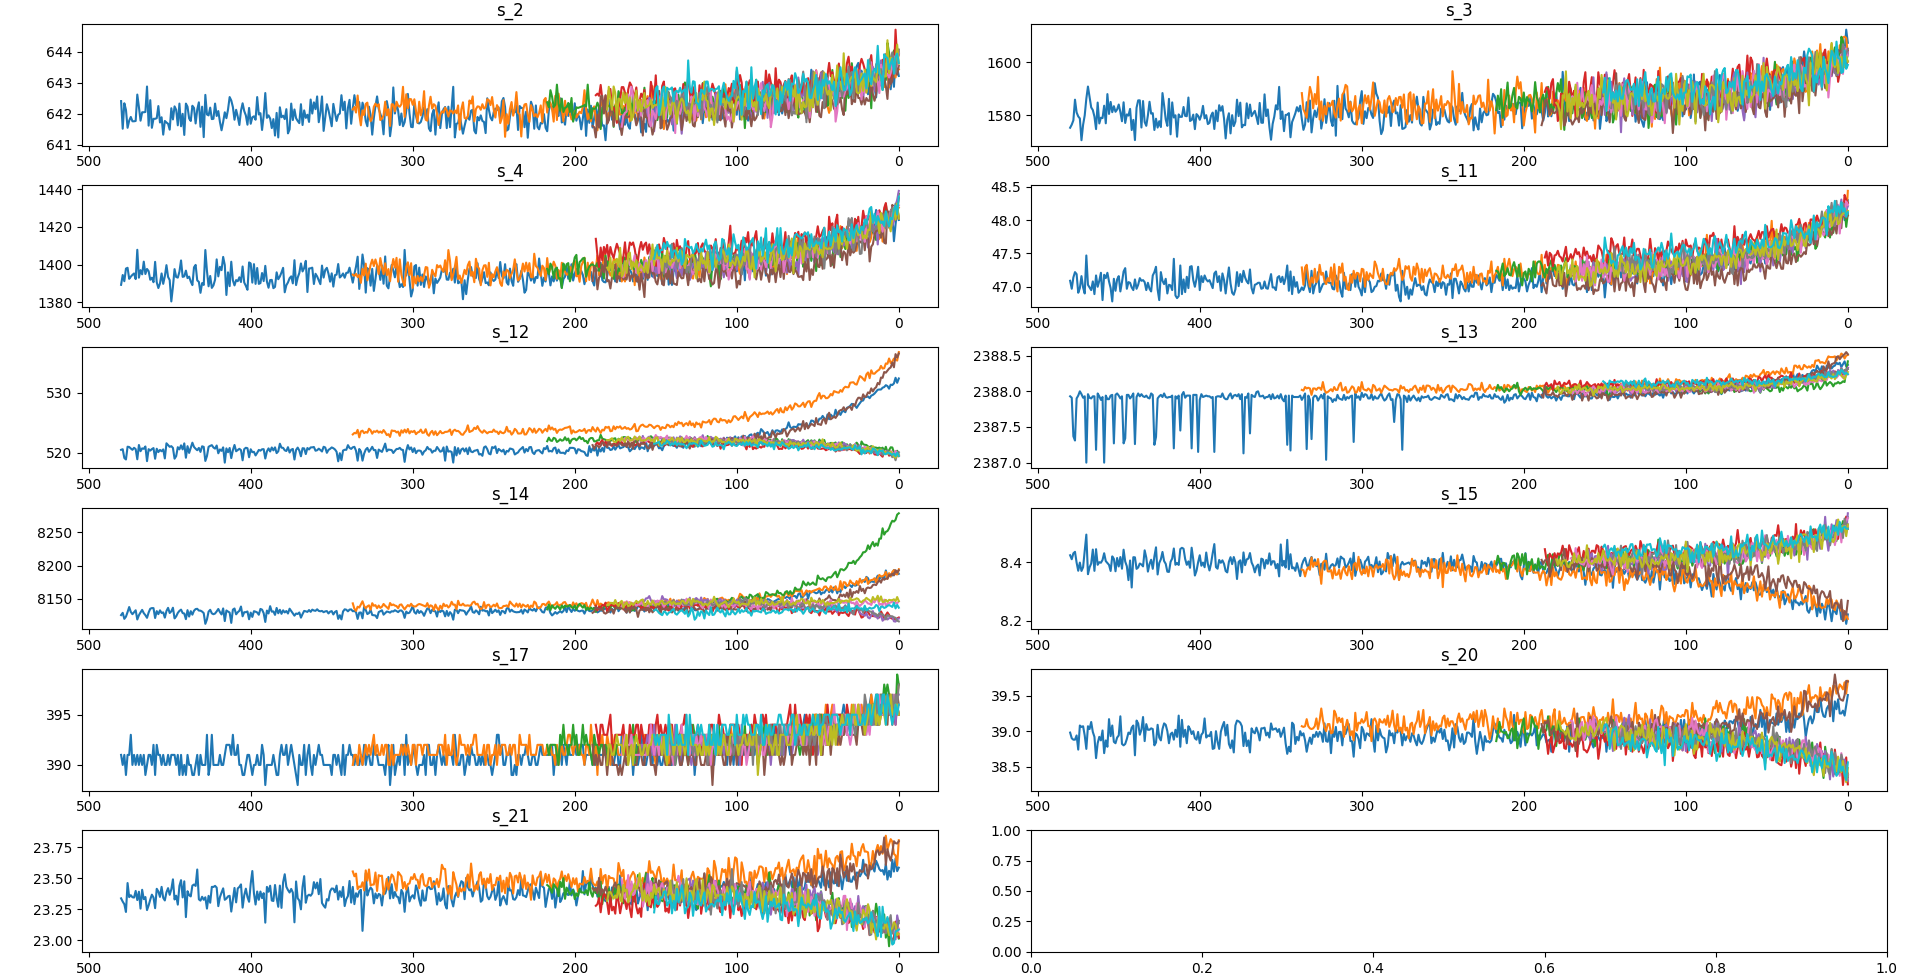 s_2
644
643
642
641
500 400 300 200 100 0
s_3
1600
1580
500 400 300 200 100 0
s_4
1440
1420
1400
1380
500 400 300 200 100 0
s_11
48.5
48.0
47.5
47.0
500 400 300 200 100 0
s_12
530
520
500 400 300 200 100 0
s_13
2388.5
2388.0
2387.5
2387.0
500 400 300 200 100 0
s_14
8250
8200
8150
500 400 300 200 100 0
s_15
8.4
8.2
500 400 300 200 100 0
s_17
395
390
500 400 300 200 100 0
s_20
39.5
39.0
38.5
500 400 300 200 100 0
s_21
23.75
23.50
23.25
23.00
500 400 300 200 100 0
1.00
0.75
0.50
0.25
0.00
0.0 0.2 0.4 0.6 0.8 1.0